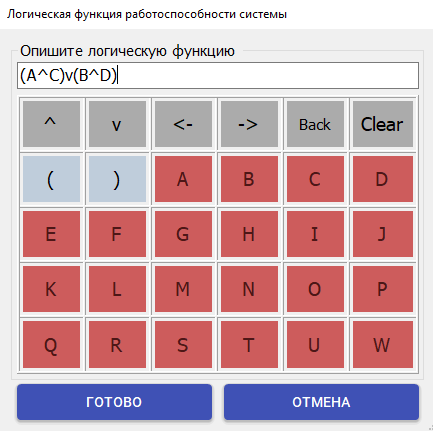 Логическая функция работоспособности системы
Опишите логическую функцию
(A^C)v(B^D)
^ v <- -> Back Clear
( ) A B C D
E F G H I J
K L M N O P
Q R S T U W
ГОТОВО ОТМЕНА